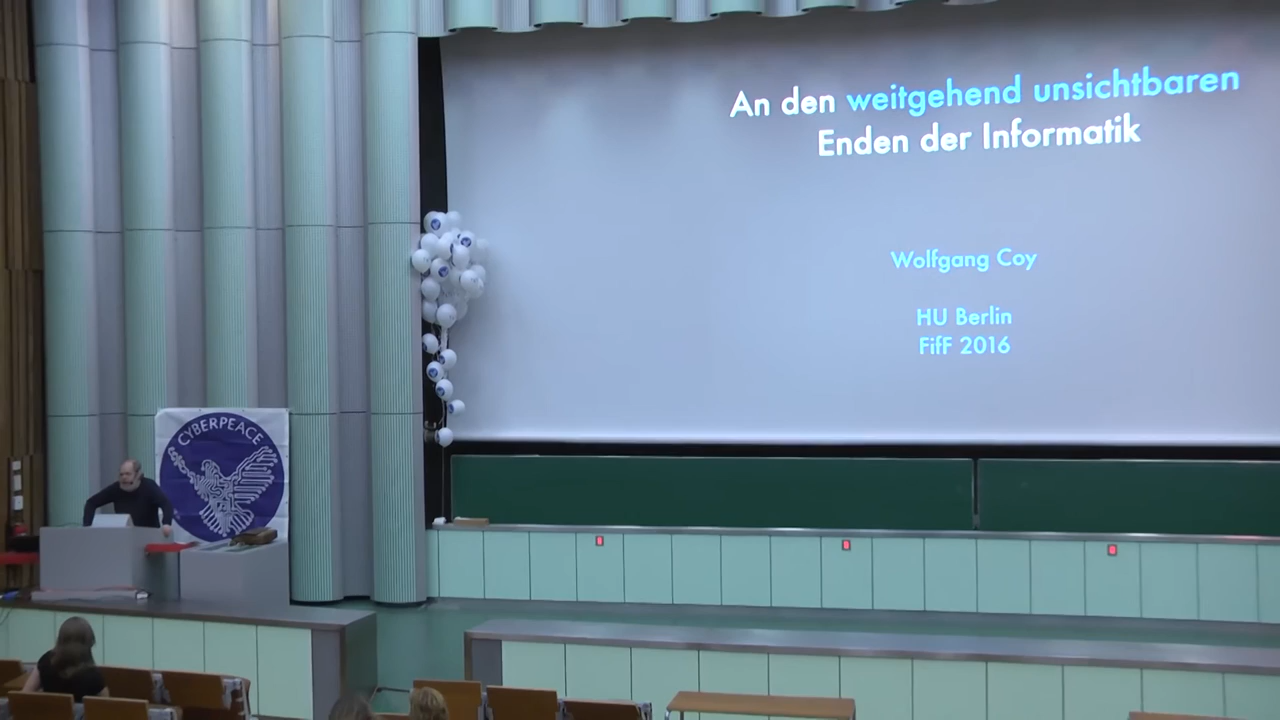 An den weitgehend unsichtbaren
Enden der Informatik
Wolfgang Coy
HU Berlin
FifF 2016
CYBERPEACE